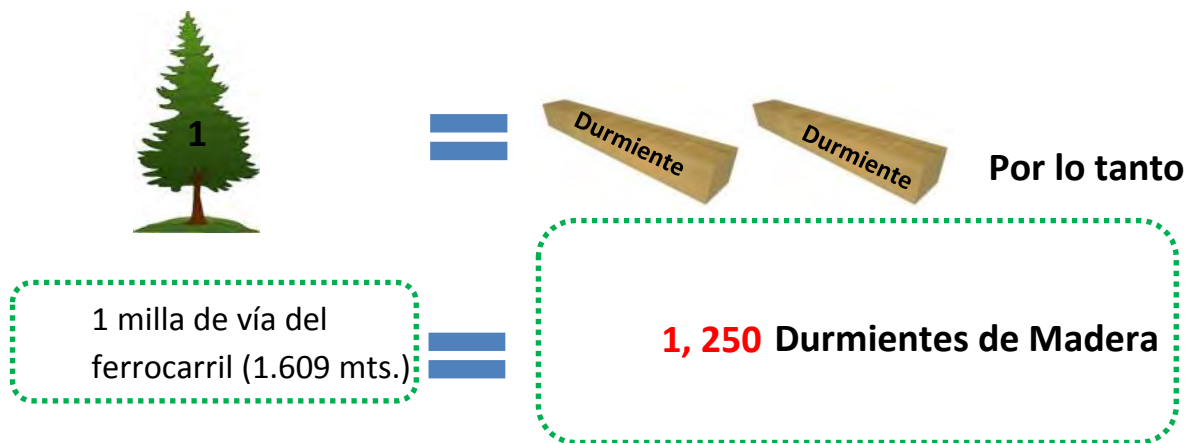 1
Durmiente
Durmiente
Por lo tanto
1 milla de vía del
ferrocarril (1.609 mts.)
1, 250 Durmientes de Madera